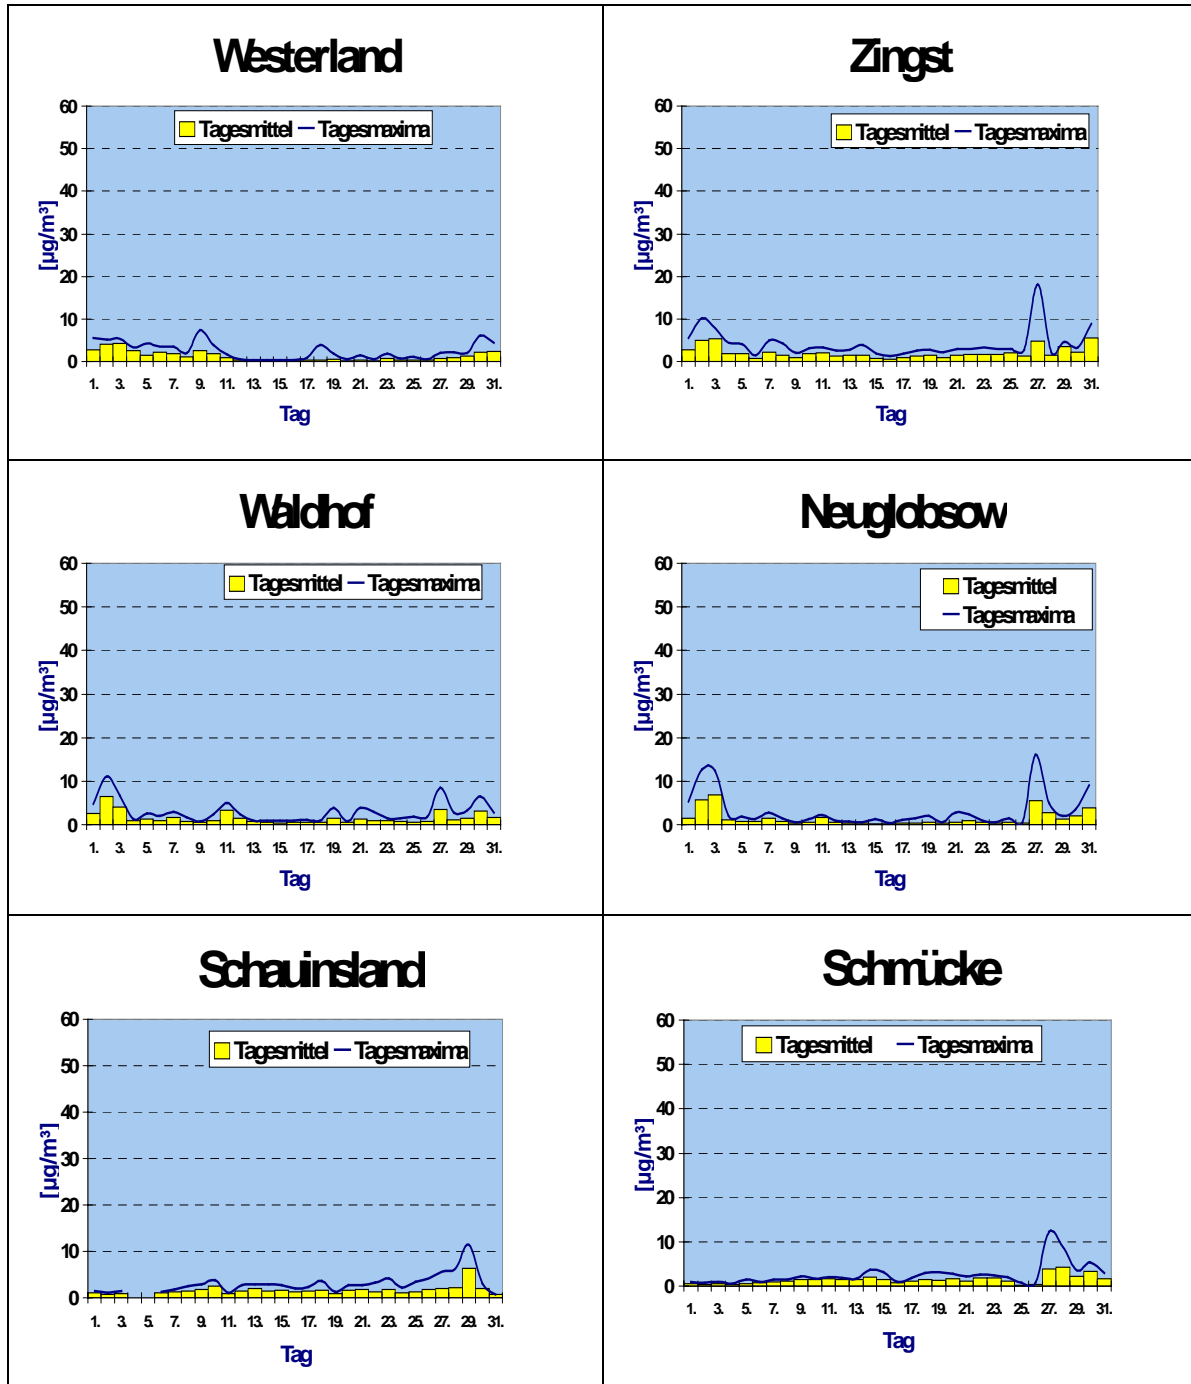 Westerland
Tagesmittel Tagesmaxima
60
50
40
30
20
10
0
[µg/m³]
1. 3. 5. 7. 9. 11. 13. 15. 17. 19. 21. 23. 25. 27. 29. 31.
Tag
Zingst
Tagesmittel Tagesmaxima
60
50
40
30
20
10
0
[µg/m³]
1. 3. 5. 7. 9. 11. 13. 15. 17. 19. 21. 23. 25. 27. 29. 31.
Tag
Waldhof
Tagesmittel Tagesmaxima
60
50
40
30
20
10
0
[µg/m³]
1. 3. 5. 7. 9. 11. 13. 15. 17. 19. 21. 23. 25. 27. 29. 31.
Tag
Neuglobsow
Tagesmittel
Tagesmaxima
60
50
40
30
20
10
0
[µg/m³]
1. 3. 5. 7. 9. 11. 13. 15. 17. 19. 21. 23. 25. 27. 29. 31.
Tag
Schauinsland
Tagesmittel Tagesmaxima
60
50
40
30
20
10
0
[µg/m³]
1. 3. 5. 7. 9. 11. 13. 15. 17. 19. 21. 23. 25. 27. 29. 31.
Tag
Schmücke
Tagesmittel Tagesmaxima
60
50
40
30
20
10
0
[µg/m³]
1. 3. 5. 7. 9. 11. 13. 15. 17. 19. 21. 23. 25. 27. 29. 31.
Tag